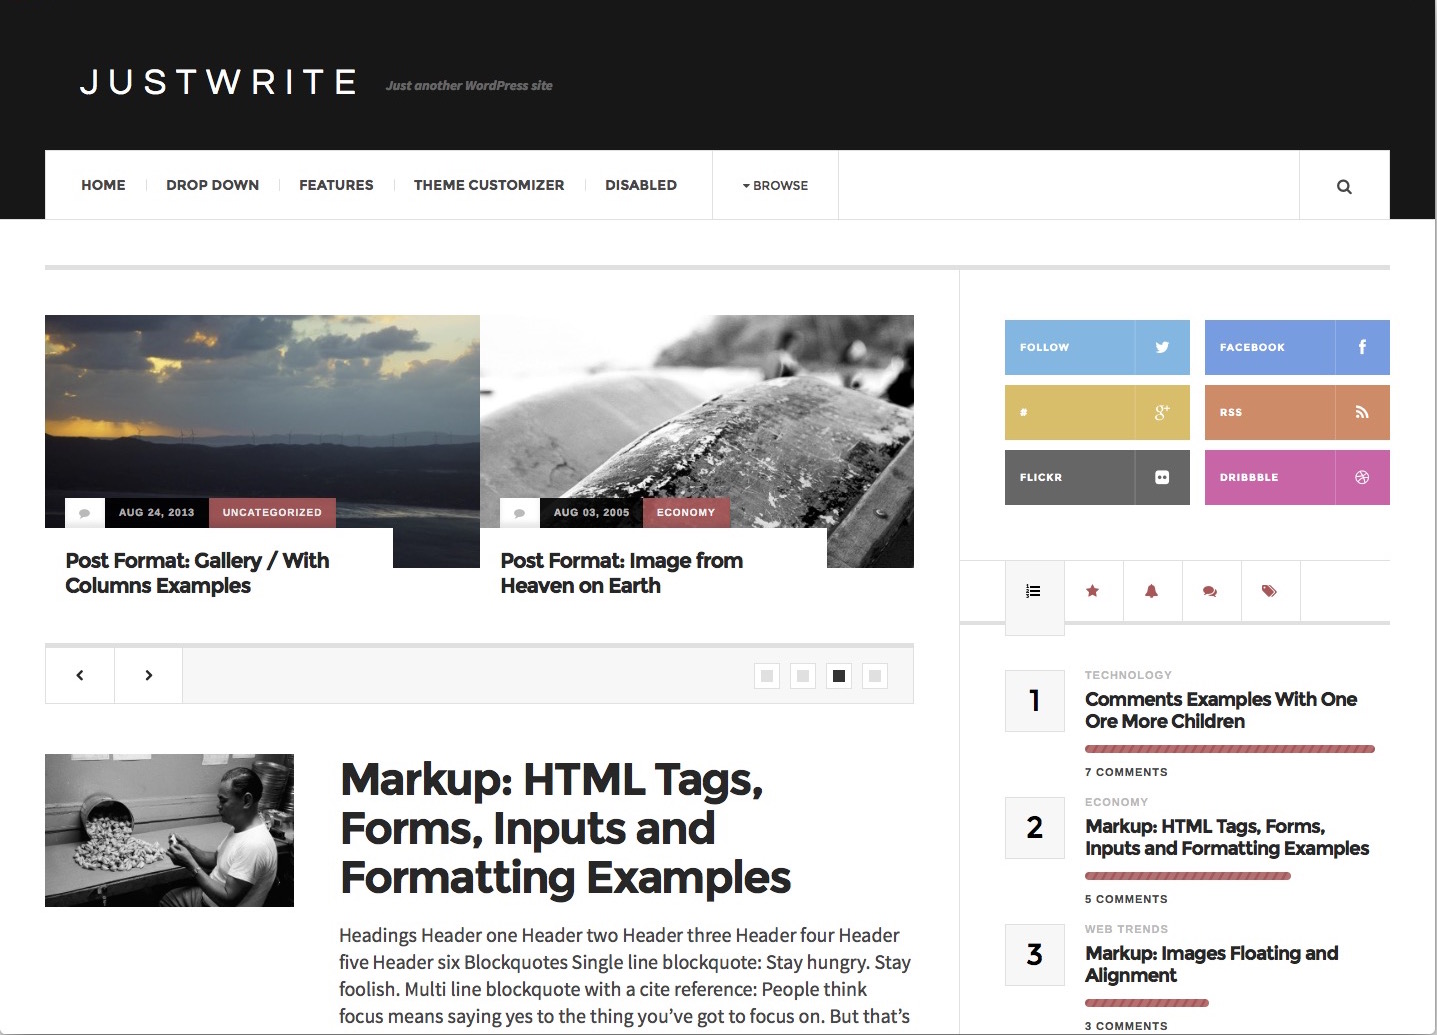 JUSTWRITE
Just another WordPress site
HOME
DROP DOWN
FEATURES
THEME CUSTOMIZER
DISABLED
BROWSE
AUG 24, 2013
UNCATEGORIZED
Post Format: Gallery / With
Columns Examples
AUG 03, 2005
ECONOMY
Post Format: Image from
Heaven on Earth
Markup: HTML Tags,
Forms, Inputs and
Formatting Examples
Headings Header one Header two Header three Header four Header
five Header six Blockquotes Single line blockquote: Stay hungry. Stay
foolish. Multi line blockquote with a cite reference: People think
focus means saying yes to the thing you’ve got to focus on. But that’s
FOLLOW
FACEBOOK
#
g+
RSS
FLICKR
DRIBBBLE
1
TECHNOLOGY
Comments Examples With One
Ore More Children
7 COMMENTS
2
ECONOMY
Markup: HTML Tags, Forms,
Inputs and Formatting Examples
5 COMMENTS
3
WEB TRENDS
Markup: Images Floating and
Alignment
3 COMMENTS